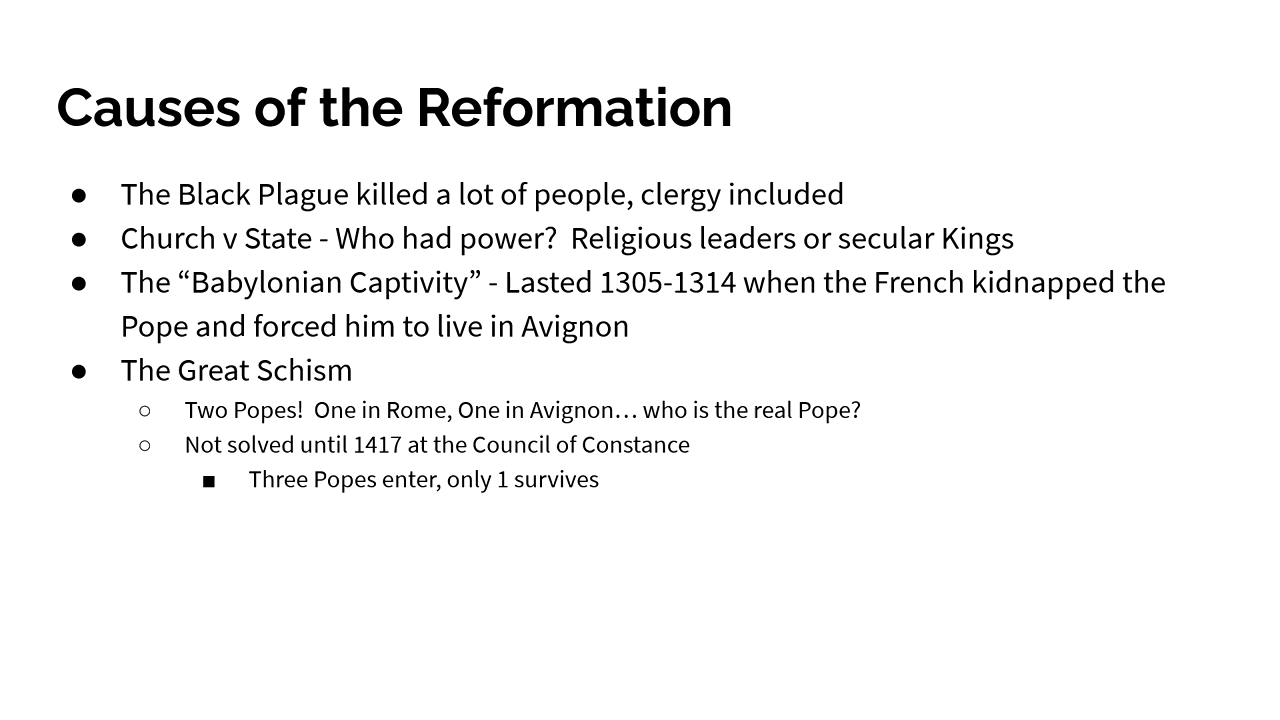 Causes of the Reformation
● The Black Plague killed a lot of people, clergy included
● Church v State - Who had power?  Religious leaders or secular Kings
● The “Babylonian Captivity” - Lasted 1305-1314 when the French kidnapped the
Pope and forced him to live in Avignon
● The Great Schism
○ Two Popes!  One in Rome, One in Avignon… who is the real Pope?
○ Not solved until 1417 at the Council of Constance
■ Three Popes enter, only 1 survives